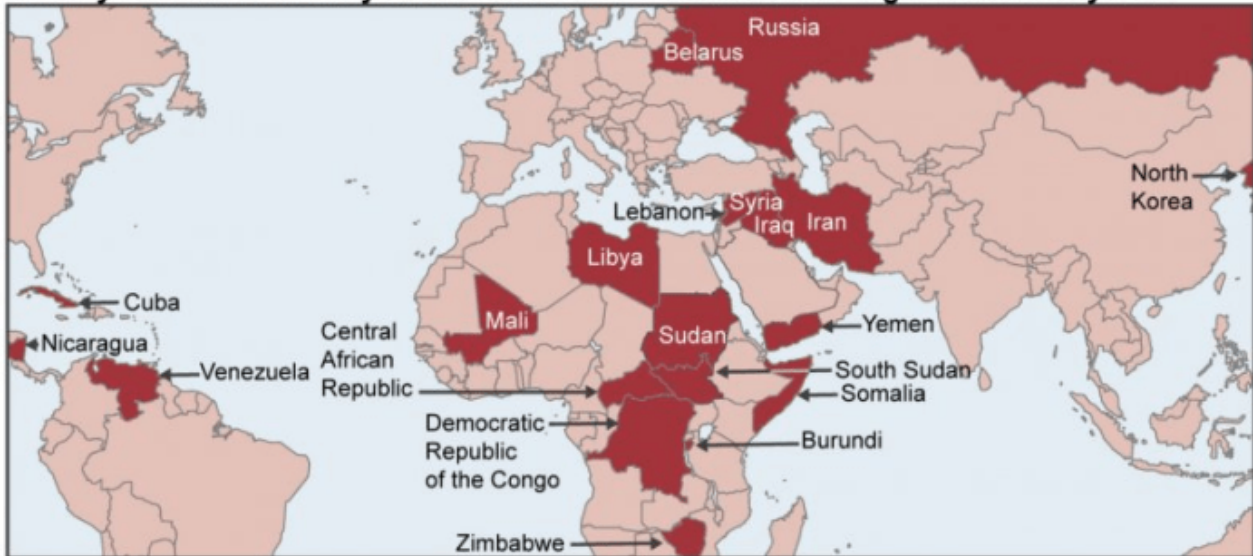 Russia
Belarus
North
Korea
Syria
Lebanon
Iraq
Iran
Libya
Cuba
Mali
Yemen
Central
African
Republic
Sudan
Nicaragua
Venezuela
South Sudan
Somalia
Democratic
Republic
of the Congo
Burundi
Zimbabwe